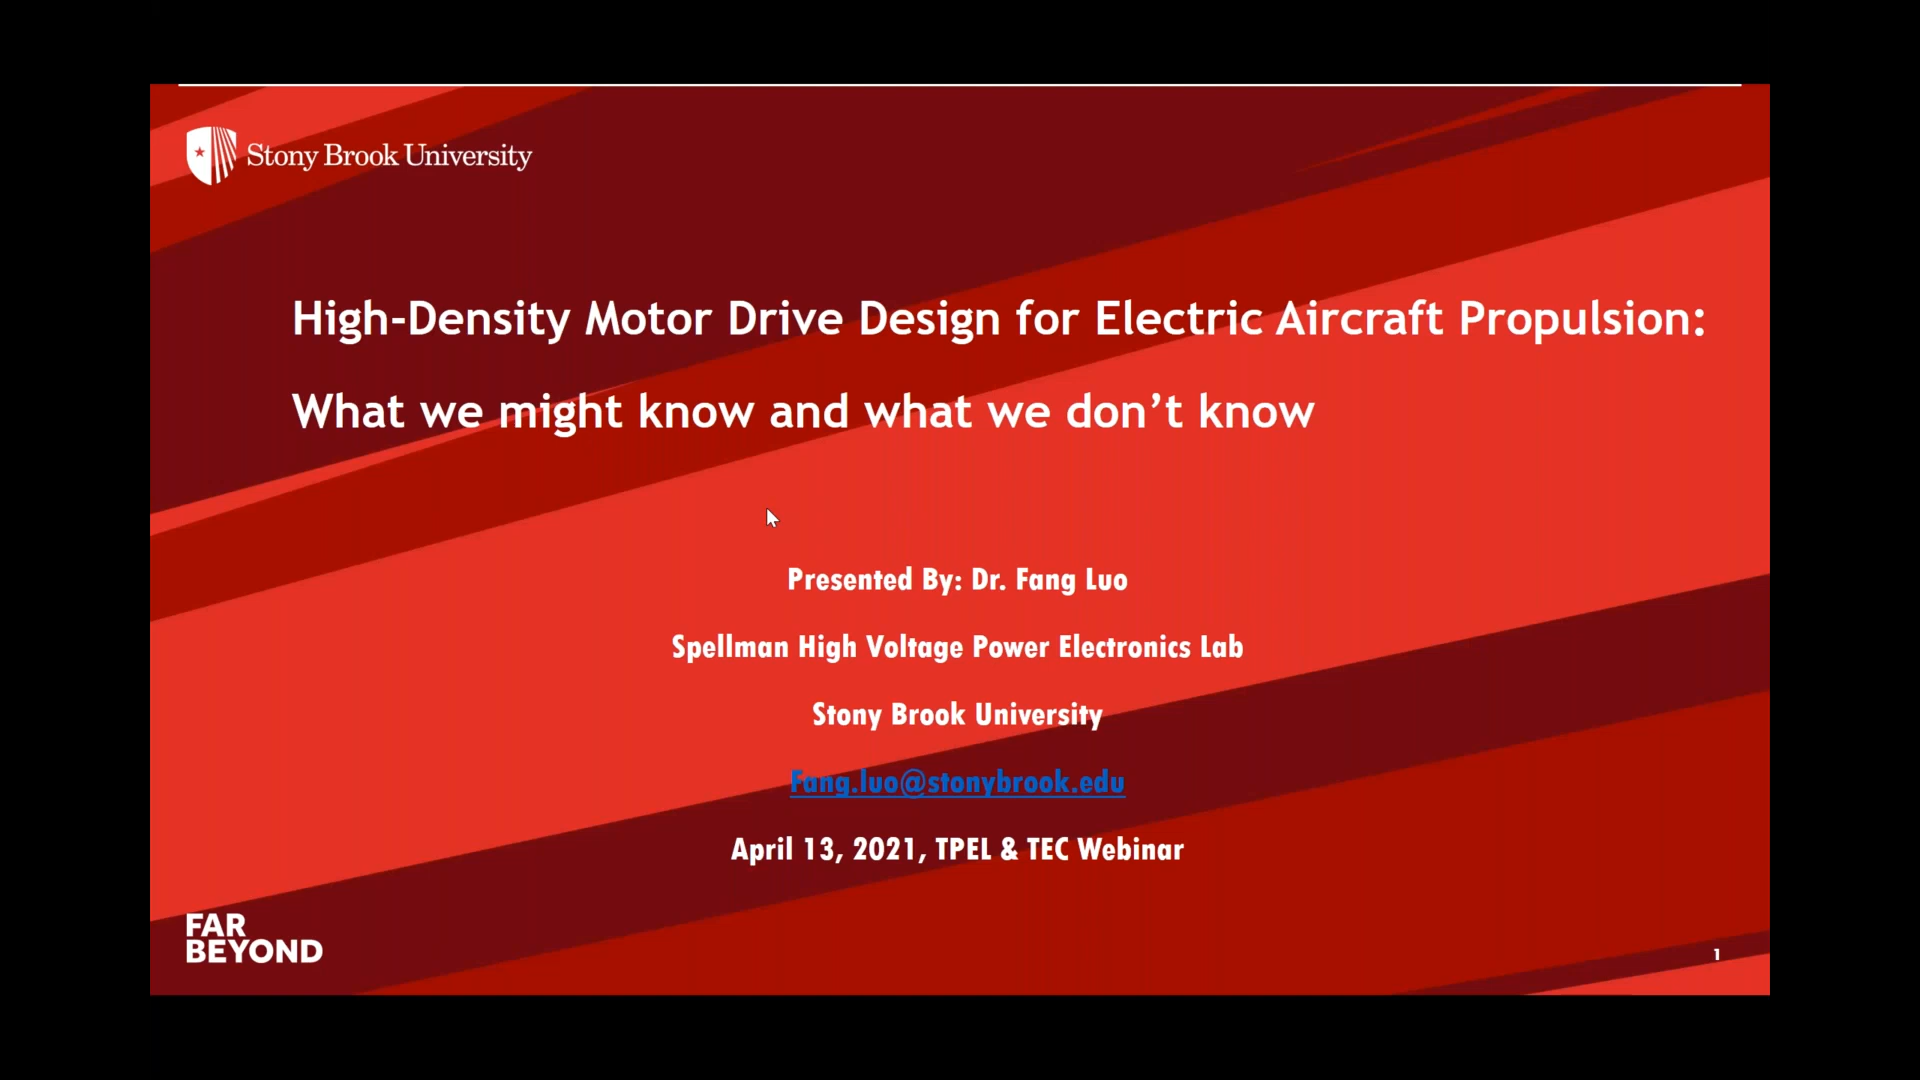 Stony Brook University
High-Density Motor Drive Design for Electric Aircraft Propulsion:
What we might know and what we don’t know
Presented By: Dr. Fang Luo
Spellman High Voltage Power Electronics Lab
Stony Brook University
Fang.luo@stonybrook.edu
April 13, 2021, TPEL & TEC Webinar
FAR
BEYOND
1